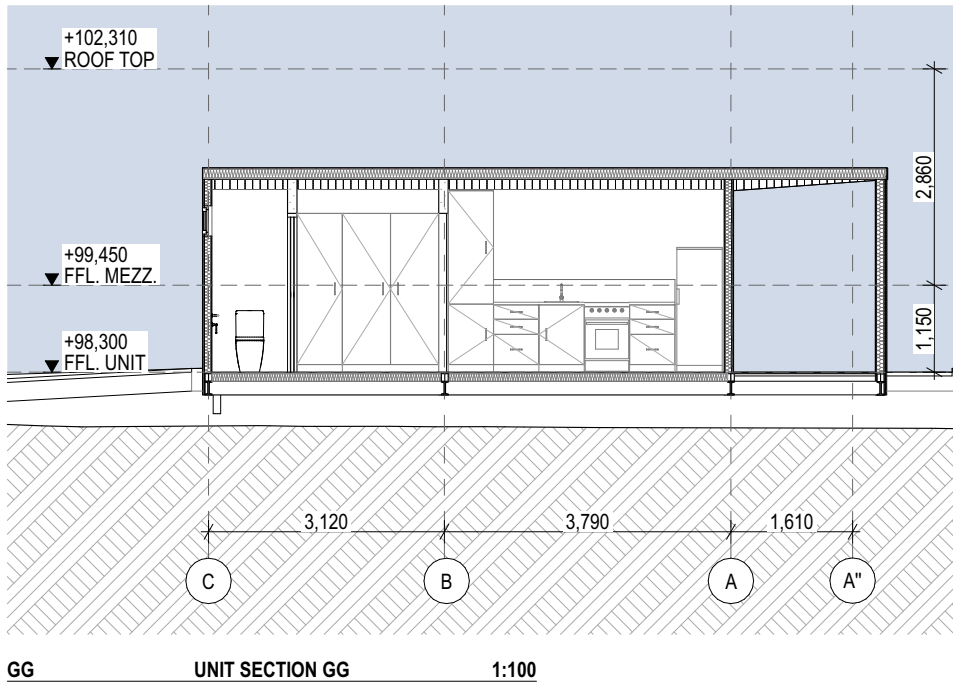 +102,310
ROOF TOP
2,860
+99,450
FFL. MEZZ.
1,150
+98,300
FFL. UNIT
3,120
3,790
1,610
C
B
A
A"
GG UNIT SECTION GG 1:100